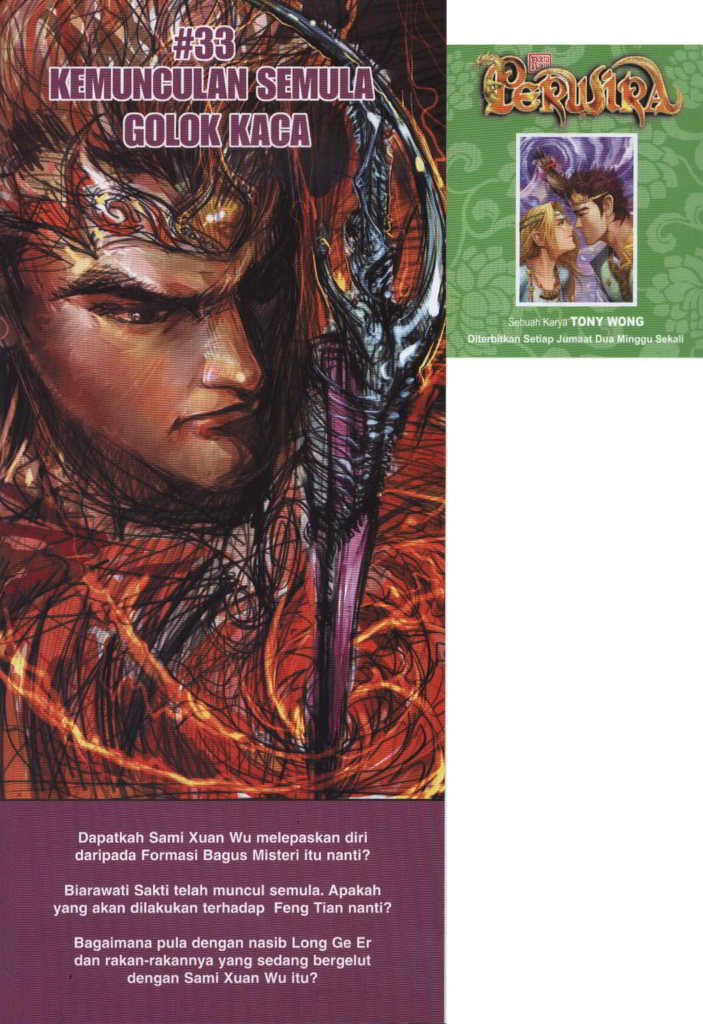 #33
KEMUNCULAN SEMULA
GOLOK KACA
Dapatkah Sami Xuan Wu melepaskan diri
daripada Formasi Bagus Misteri itu nanti?
Biarawati Sakti telah muncul semula. Apakah
yang akan dilakukan terhadap Feng Tian nanti?
Bagaimana pula dengan nasib Long Ge Er
dan rakan-rakannya yang sedang bergelut
dengan Sami Xuan Wu itu?
PERWIRA
Sebuah Karya TONY WONG
Diterbitkan Setiap Jumaat Dua Minggu Sekali